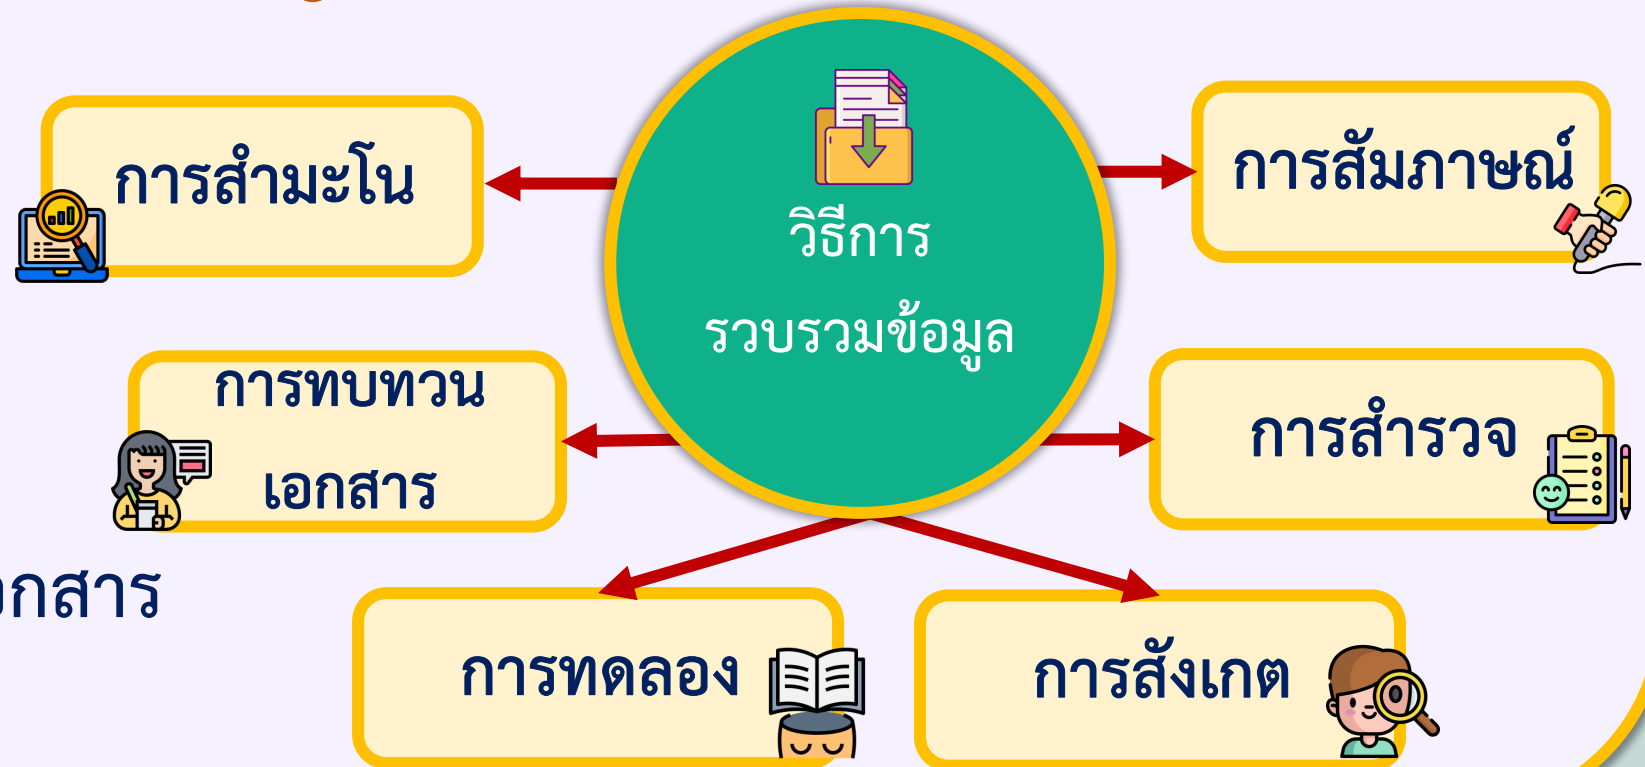 วิธีการ
รวบรวมข้อมูล
การสำมะโน
การสัมภาษณ์
การทบทวน
เอกสาร
การสำรวจ
กสาร
การทดลอง
การสังเกต